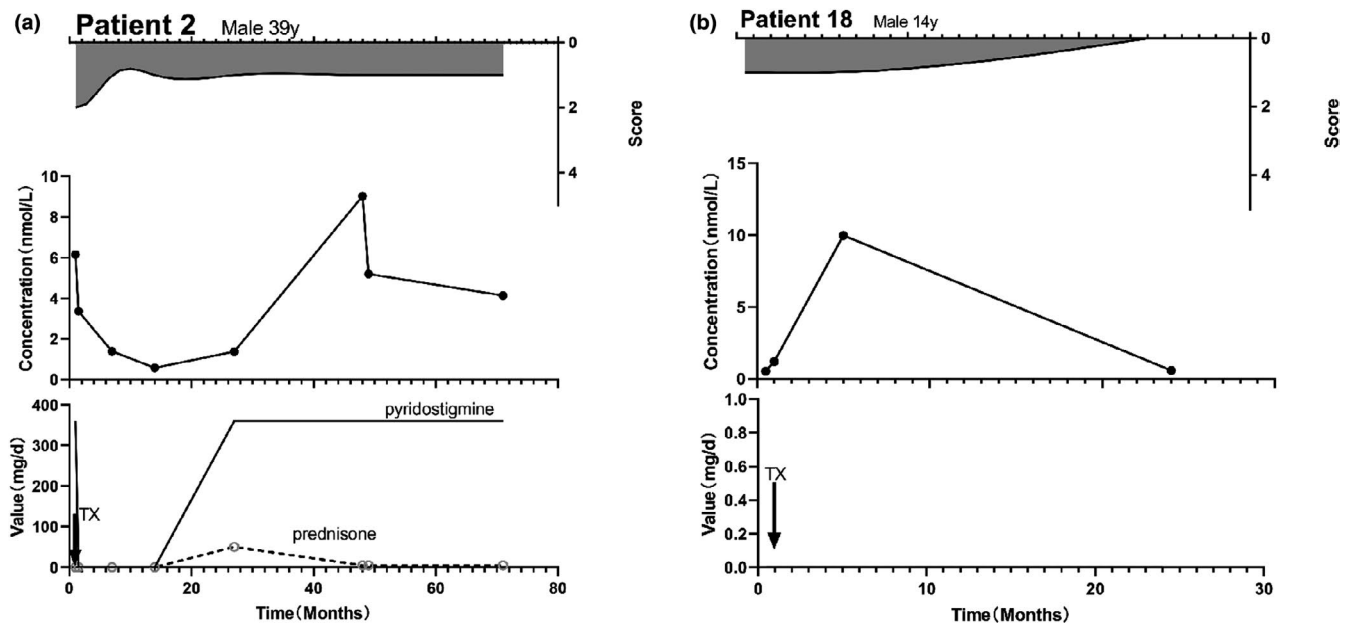 (a) Patient 2 Male 39y
0
2
4
Score
10
8
6
4
2
0
Concentration(nmol/L)
400
300
200
100
0
Value(mg/d)
pyridostigmine
TX
prednisone
0 20 40 60 80
Time(Months)
(b) Patient 18 Male 14y
0
2
4
Score
15
10
5
0
Concentration(nmol/L)
10 20 30
1.0
0.8
0.6
0.4
0.2
0.0
Value(mg/d)
TX
0 10 20 30
Time(Months)